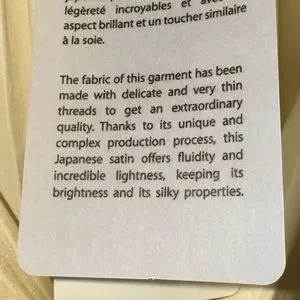 légèreté incroyables et
aspect brillant et un toucher similaire
à la soie.
The fabric of this garment has been
made with delicate and very thin
threads to get an extraordinary
quality. Thanks to its unique and
complex production process, this
Japanese satin offers fluidity and
incredible lightness, keeping its
brightness and its silky properties.